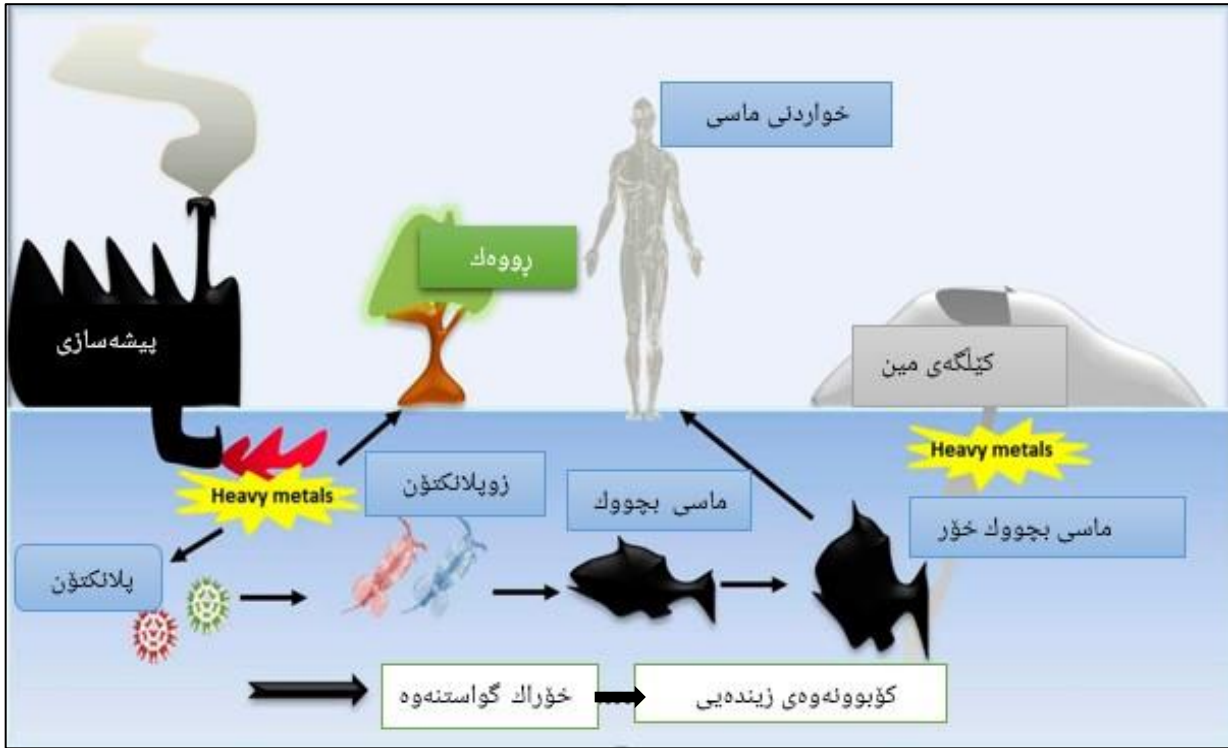 خواردنی ماسی
ڕووەك
پیشەسازی
کێڵگەی مین
Heavy metals
Heavy metals
زوپلانکتۆن
ماسی بچووك
ماسی بچووك خۆر
پلانکتۆن
خۆراك گواستنەوە
کۆبوونەوەی زیندەیی